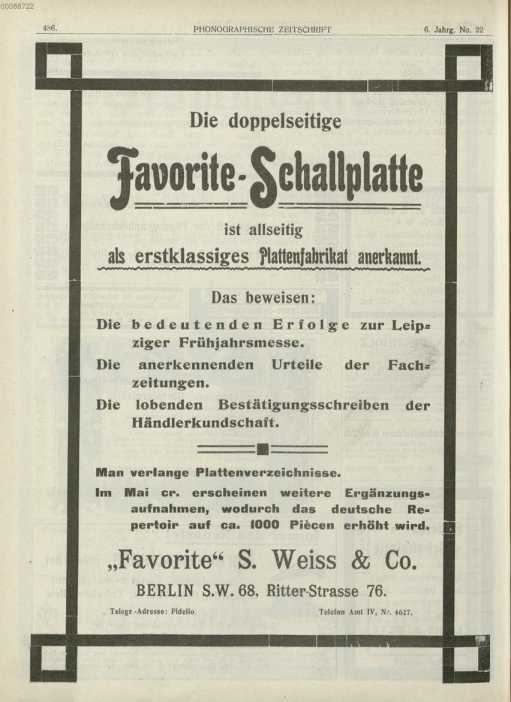 00086722
486. PHONOGRAPHISCHE ZEITSCHRIFT 6. Jahrg. No. 22
Die doppelseitige
Favorite-Schallplatte
ist allseitig
als erstklassiges Plattenfabrikat anerkannt.
Das beweisen:
Die bedeutenden Erfolge zur Leip=
ziger Frühjahrsmesse.
Die anerkennenden Urteile der Fach=
zeitungen.
Die lobenden Bestätigungsschreiben der
Händlerkundschaft.
Man verlange Plattenverzeichnisse.
Im Mai cr. erscheinen weitere Ergänzungs-
aufnahmen, wodurch das deutsche Re-
pertoir auf ca. 1000 Piècen erhöht wird.
„Favorite“ S. Weiss & Co.
BERLIN S.W. 68, Ritter-Strasse 76.
Telegr.-Adresse: Fidelio. Telefon Amt IV, Nr. 4627.